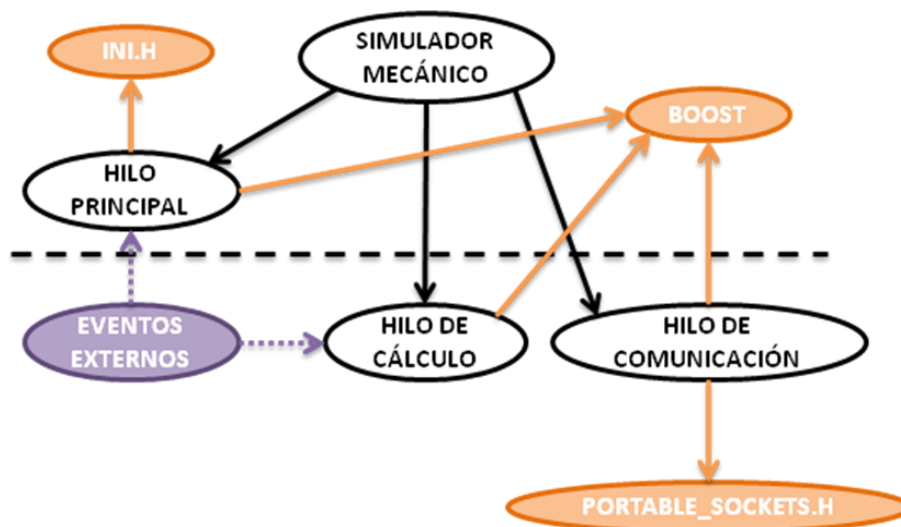 INI.H
SIMULADOR
MECÁNICO
BOOST
HILO
PRINCIPAL
EVENTOS
EXTERNOS
HILO DE
CÁLCULO
HILO DE
COMUNICACIÓN
PORTABLE_SOCKETS.H